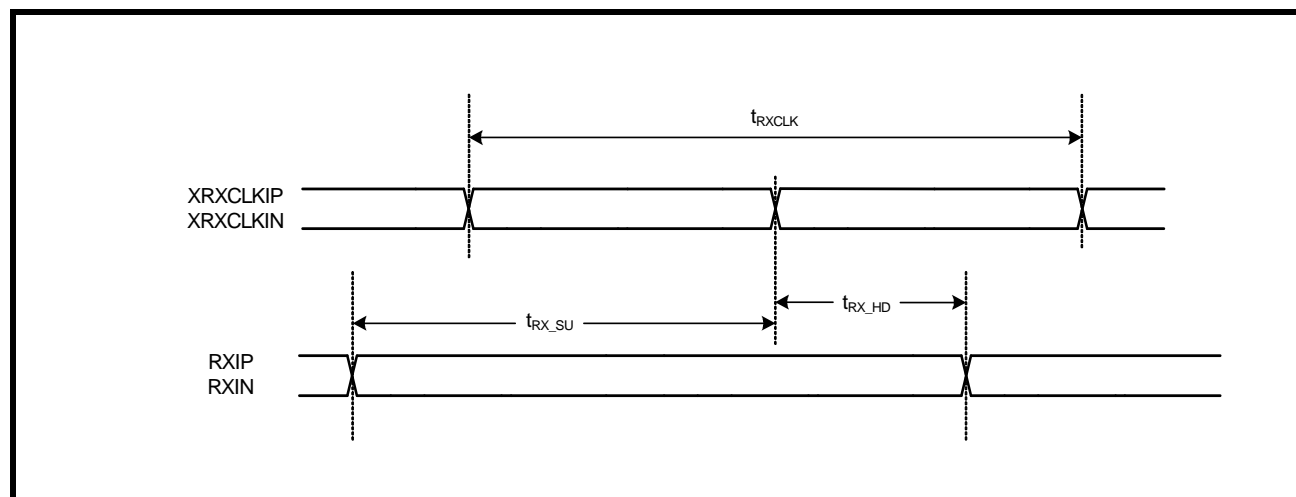 tRXCLK
XRXCLKIP
XRXCLKIN
tRX_HD
tRX_SU
RXIP
RXIN